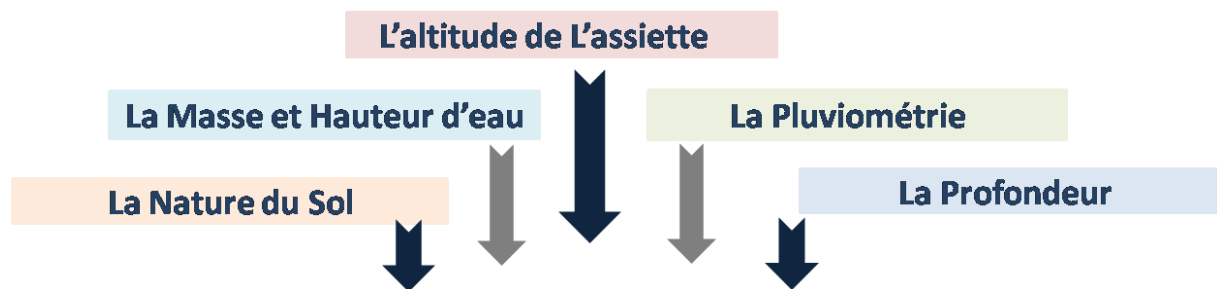 L’altitude de L’assiette
La Masse et Hauteur d’eau
La Pluviométrie
La Nature du Sol
La Profondeur